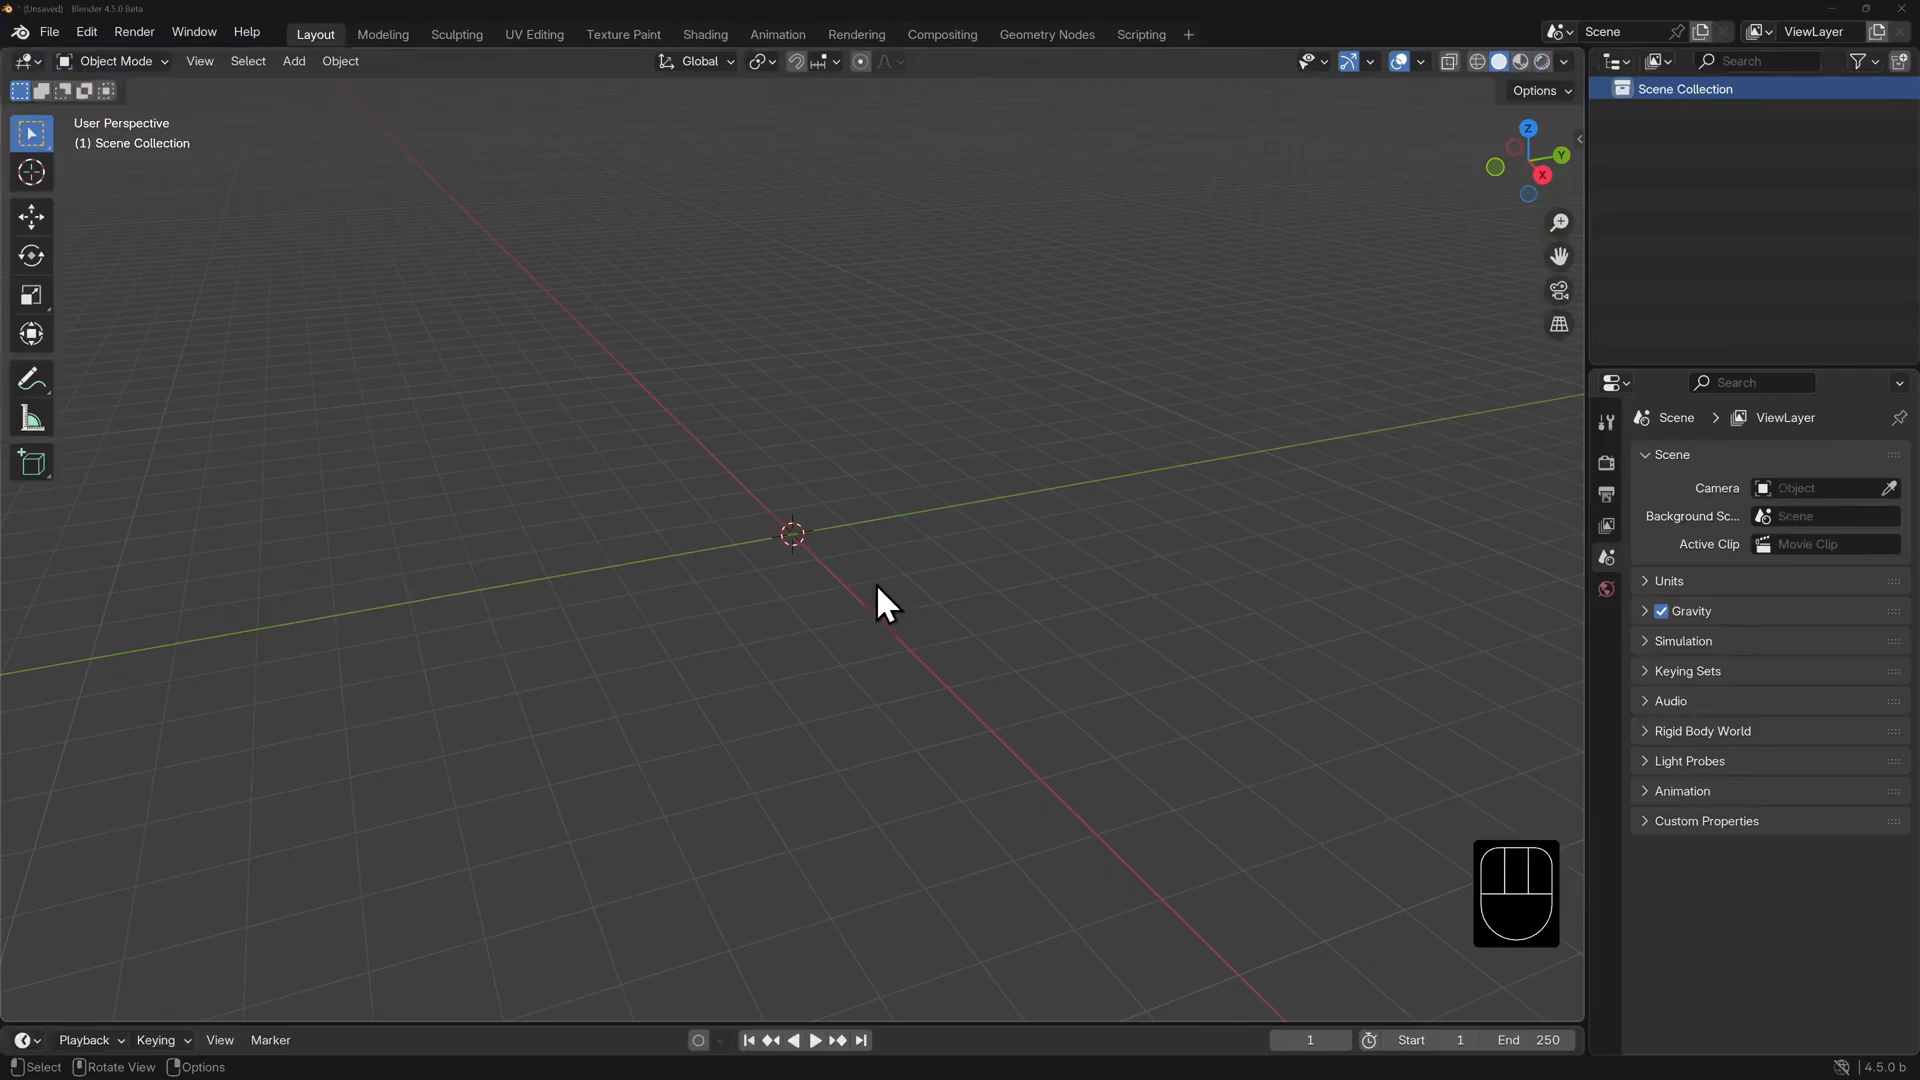 * (Unsaved) - Blender 4.5.0 Beta
File Edit Render Window Help
Layout Modeling Sculpting UV Editing Texture Paint Shading Animation Rendering Compositing Geometry Nodes Scripting +
Scene
ViewLayer
Object Mode View Select Add Object
Global
Search
Options
Scene Collection
User Perspective
(1) Scene Collection
Z
Y
X
Search
Scene > ViewLayer
Scene
Camera Object
Background Sc... Scene
Active Clip Movie Clip
Units
Gravity
Simulation
Keying Sets
Audio
Rigid Body World
Light Probes
Animation
Custom Properties
Playback Keying View Marker
1 Start 1 End 250
Select Rotate View Options
4.5.0 b